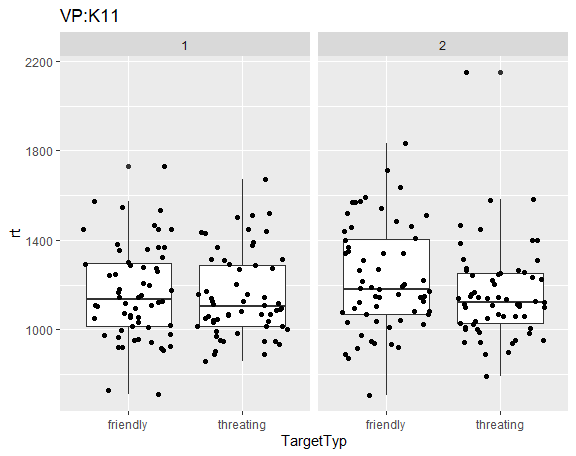 VP:K11
1 2
2200
1800
1400
1000
rt
friendly threating friendly threating
TargetTyp